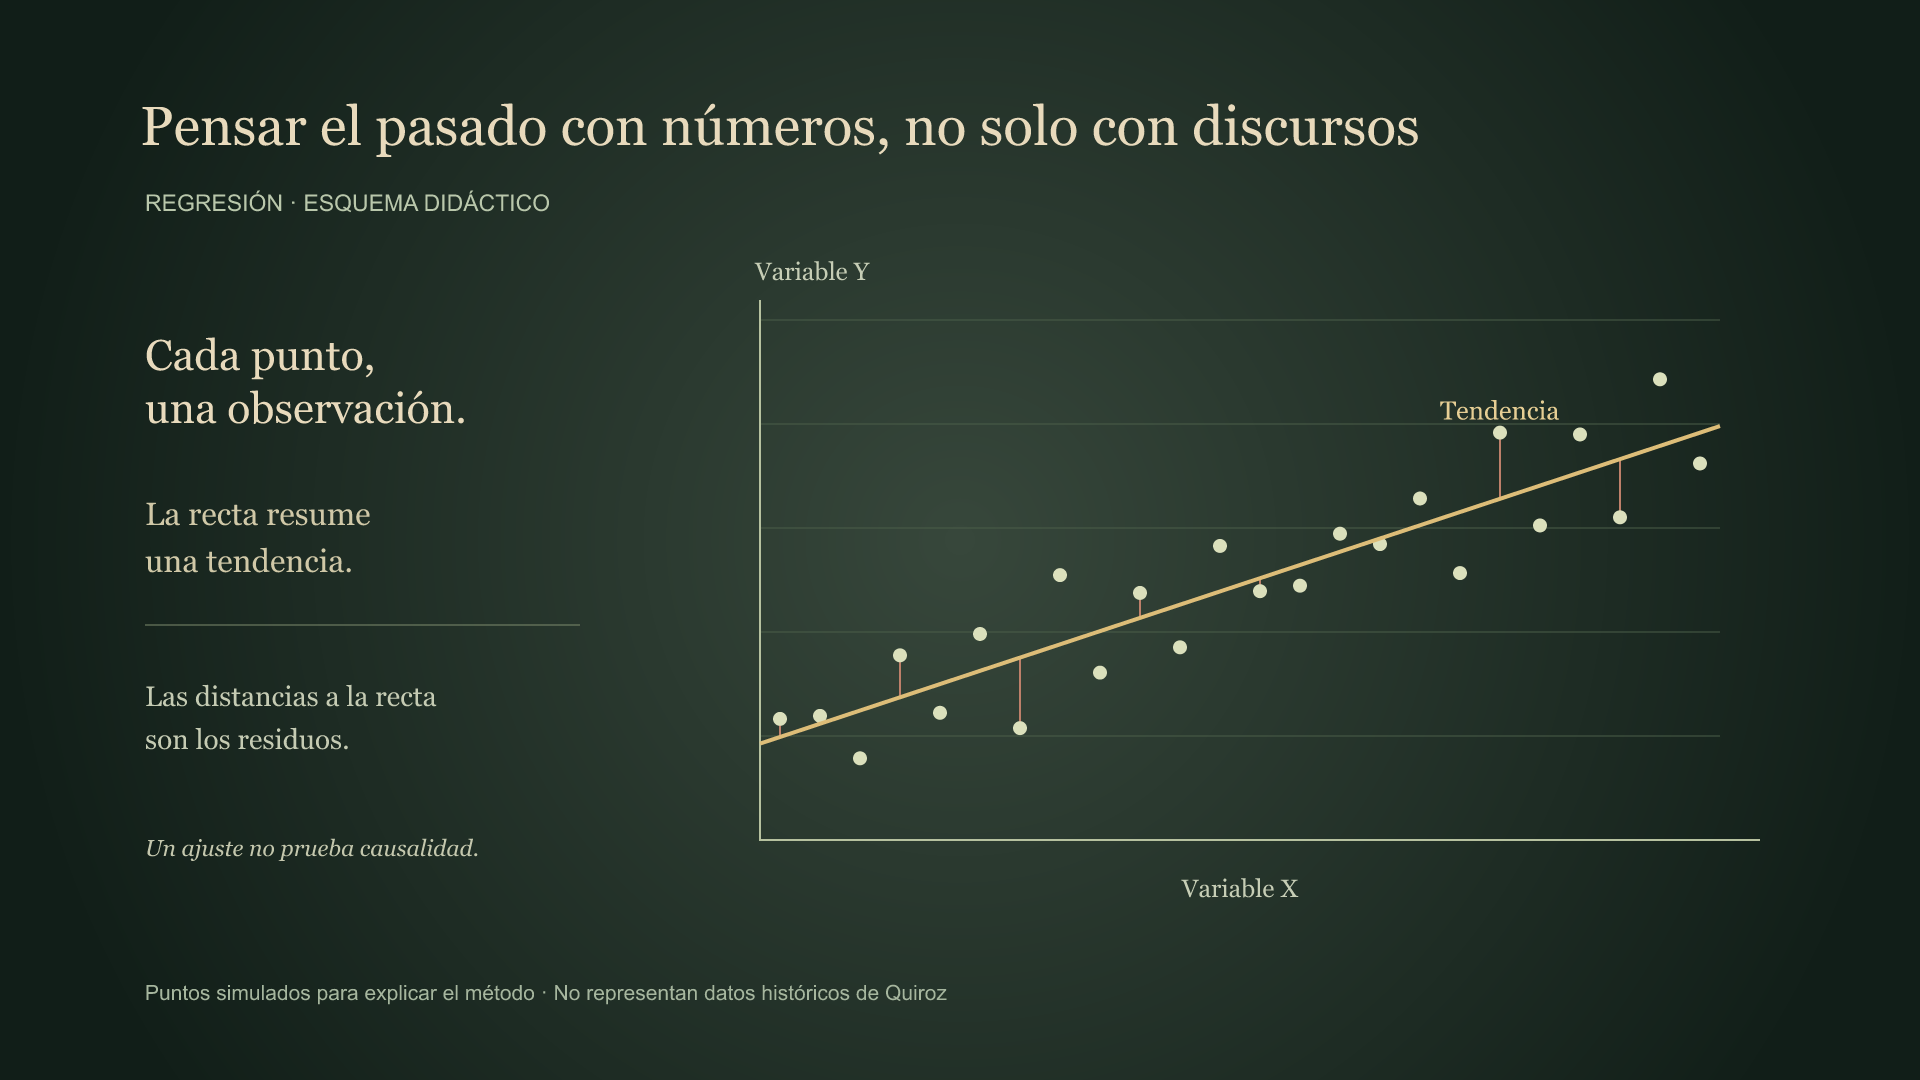 Pensar el pasado con números, no solo con discursos
REGRESIÓN · ESQUEMA DIDÁCTICO
Cada punto,
una observación.
La recta resume
una tendencia.
Las distancias a la recta
son los residuos.
Un ajuste no prueba causalidad.
Variable Y
Tendencia
Variable X
Puntos simulados para explicar el método · No representan datos históricos de Quiroz